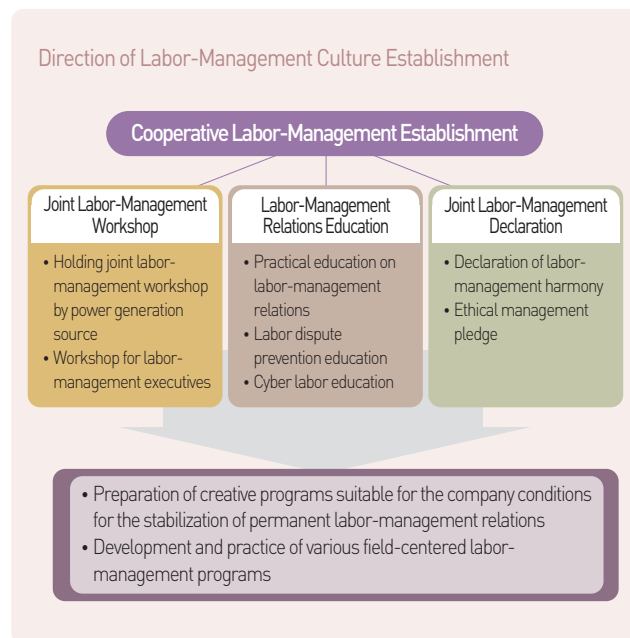 Direction of Labor-Management Culture Establishment
Cooperative Labor-Management Establishment
Joint Labor-Management
Workshop
• Holding joint labor-
management workshop
by power generation
source
• Workshop for labor-
management executives
Labor-Management
Relations Education
• Practical education on
labor-management
relations
• Labor dispute
prevention education
• Cyber labor education
Joint Labor-Management
Declaration
• Declaration of labor-
management harmony
• Ethical management
pledge
• Preparation of creative programs suitable for the company conditions
for the stabilization of permanent labor-management relations
• Development and practice of various field-centered labor-
management programs